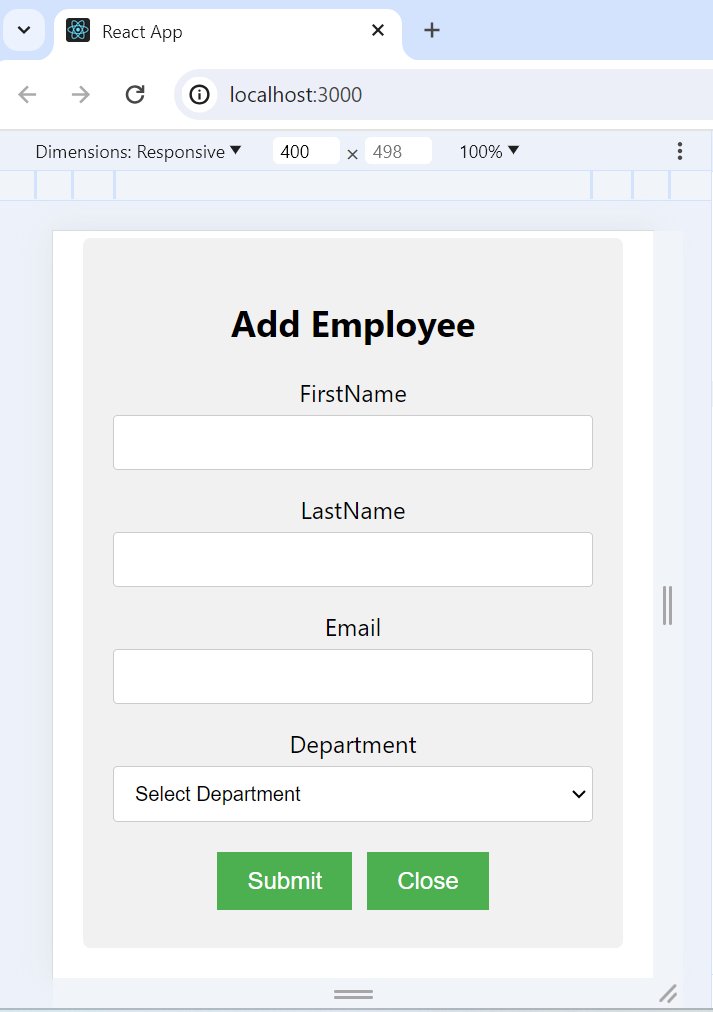 React App
localhost:3000
Dimensions: Responsive 400 × 498 100%
Add Employee
FirstName
LastName
Email
Department
Select Department
Submit Close